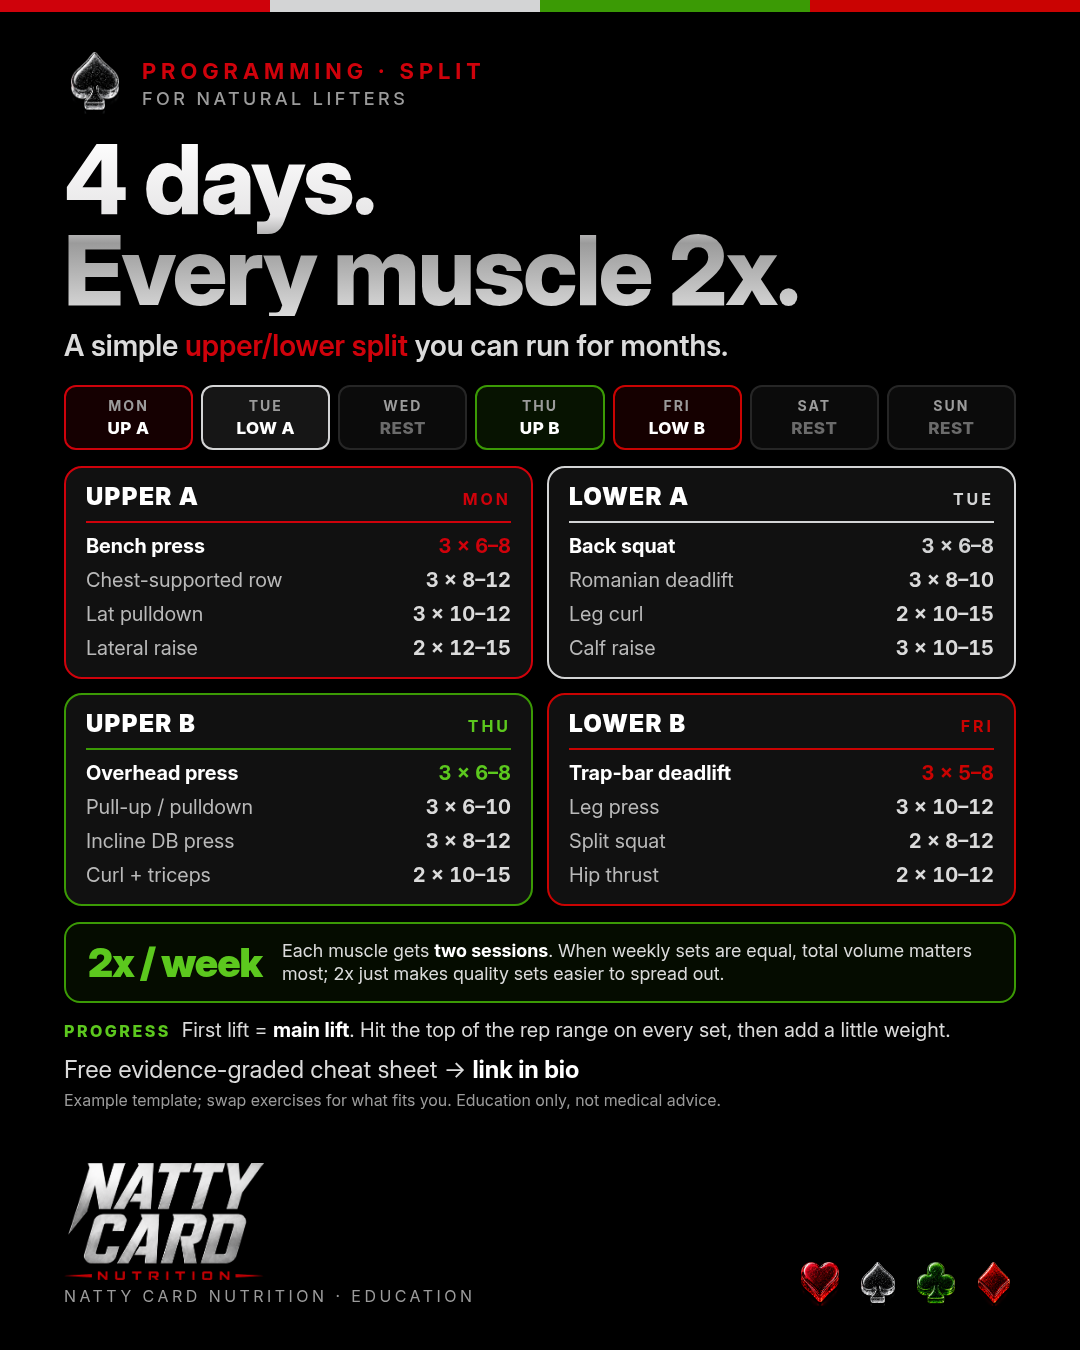 PROGRAMMING · SPLIT
FOR NATURAL LIFTERS
4 days.
Every muscle 2x.
A simple upper/lower split you can run for months.
MON
UP A
TUE
LOW A
WED
REST
THU
UP B
FRI
LOW B
SAT
REST
SUN
REST
UPPER A MON
Bench press 3 × 6–8
Chest-supported row 3 × 8–12
Lat pulldown 3 × 10–12
Lateral raise 2 × 12–15
LOWER A TUE
Back squat 3 × 6–8
Romanian deadlift 3 × 8–10
Leg curl 2 × 10–15
Calf raise 3 × 10–15
UPPER B THU
Overhead press 3 × 6–8
Pull-up / pulldown 3 × 6–10
Incline DB press 3 × 8–12
Curl + triceps 2 × 10–15
LOWER B FRI
Trap-bar deadlift 3 × 5–8
Leg press 3 × 10–12
Split squat 2 × 8–12
Hip thrust 2 × 10–12
2x / week
Each muscle gets two sessions. When weekly sets are equal, total volume matters
most; 2x just makes quality sets easier to spread out.
PROGRESS First lift = main lift. Hit the top of the rep range on every set, then add a little weight.
Free evidence-graded cheat sheet → link in bio
Example template; swap exercises for what fits you. Education only, not medical advice.
NATTY
CARD
NUTRITION
NATTY CARD NUTRITION · EDUCATION